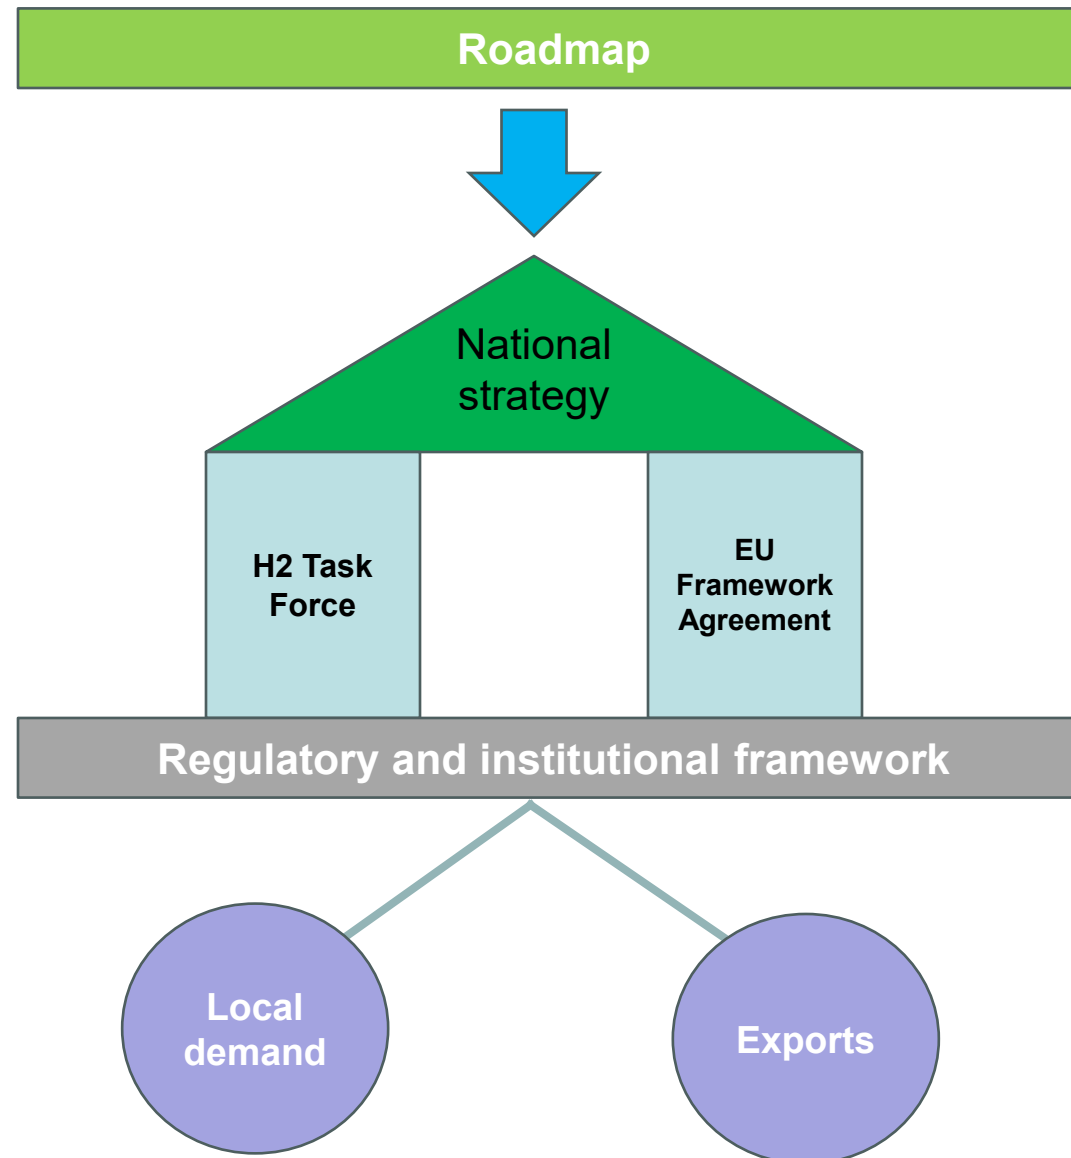 Roadmap
National
strategy
H2 Task
Force
EU
Framework
Agreement
Regulatory and institutional framework
Local
demand
Exports